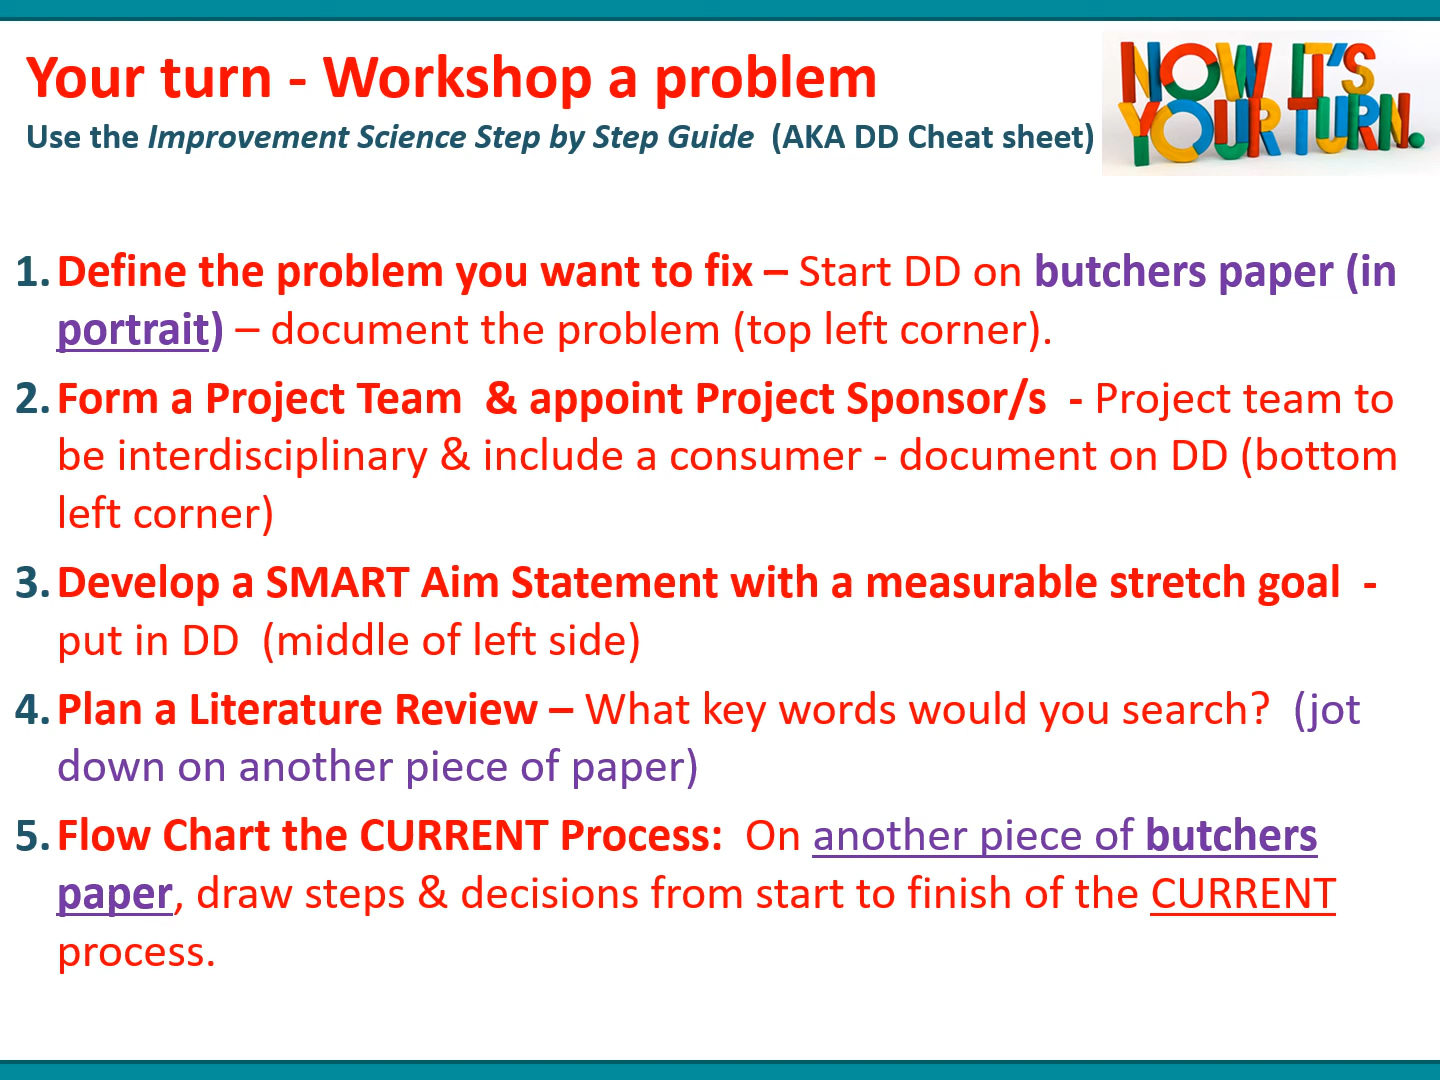 Your turn - Workshop a problem
Use the Improvement Science Step by Step Guide  (AKA DD Cheat sheet)
NOW IT'S
YOUR TURN.
1. Define the problem you want to fix – Start DD on butchers paper (in
portrait) – document the problem (top left corner).
2. Form a Project Team  & appoint Project Sponsor/s  - Project team to
be interdisciplinary & include a consumer - document on DD (bottom
left corner)
3. Develop a SMART Aim Statement with a measurable stretch goal  -
put in DD  (middle of left side)
4. Plan a Literature Review – What key words would you search?  (jot
down on another piece of paper)
5. Flow Chart the CURRENT Process:  On another piece of butchers
paper, draw steps & decisions from start to finish of the CURRENT
process.